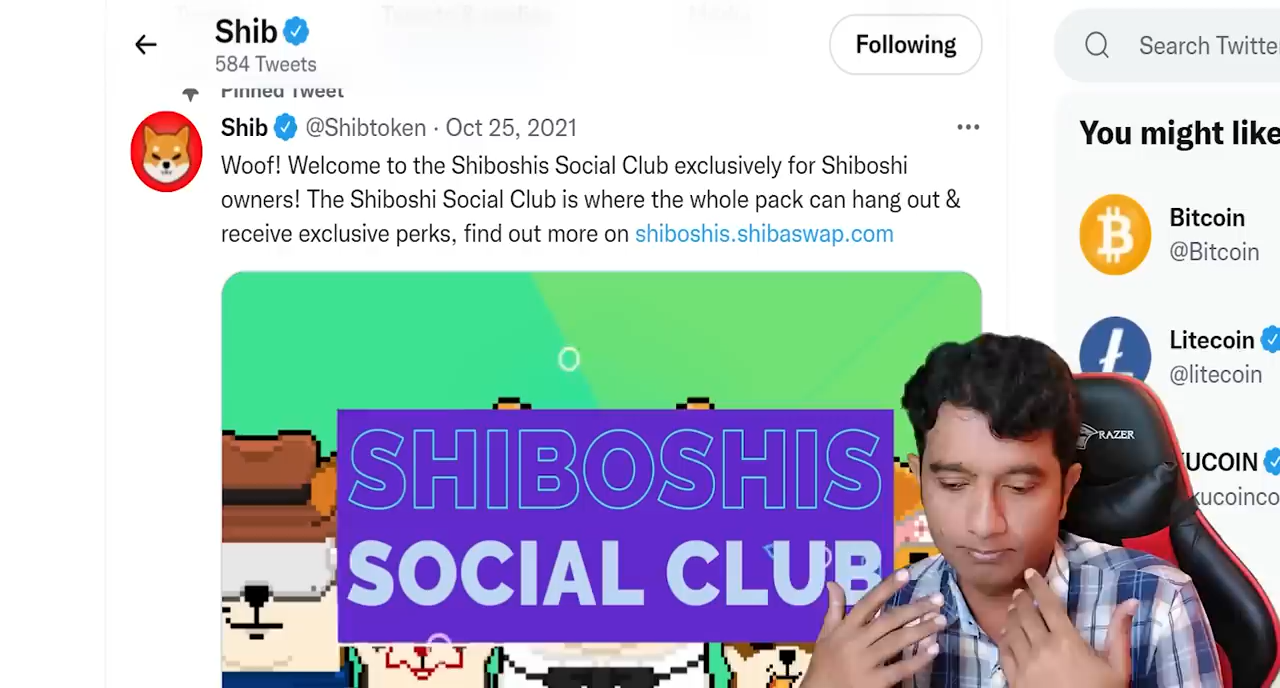 Shib
584 Tweets
Following
Search Twitter
Pinned Tweet
Shib @Shibtoken · Oct 25, 2021
Woof! Welcome to the Shiboshis Social Club exclusively for Shiboshi
owners! The Shiboshi Social Club is where the whole pack can hang out &
receive exclusive perks, find out more on shiboshis.shibaswap.com
SHIBOSHIS
SOCIAL CLUB
You might like
Bitcoin
@Bitcoin
Litecoin
@litecoin
RAZER
UCOIN
kucoinco